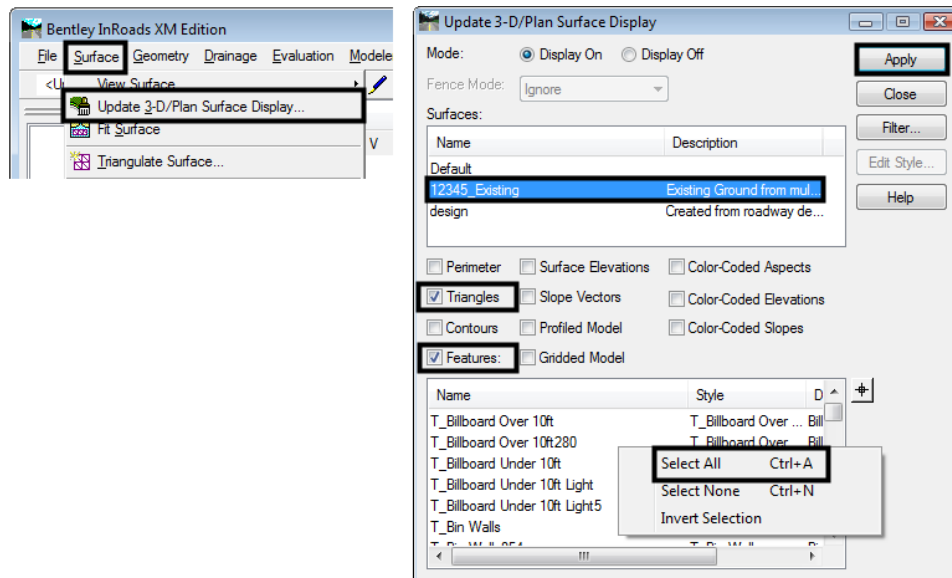 Bentley InRoads XM Edition
File Surface Geometry Drainage Evaluation Modeler
View Surface
Update 3-D/Plan Surface Display...
Fit Surface
V
Triangulate Surface...
Update 3-D/Plan Surface Display
Mode: Display On Display Off
Apply
Fence Mode: Ignore
Close
Surfaces:
Filter...
Name Description
Edit Style...
Default
12345_Existing Existing Ground from mul...
Help
design Created from roadway de...
Perimeter Surface Elevations Color-Coded Aspects
Triangles Slope Vectors Color-Coded Elevations
Contours Profiled Model Color-Coded Slopes
Features: Gridded Model
Name Style D
T_Billboard Over 10ft T_Billboard Over ... Bill
T_Billboard Over 10ft280 T_Billboard Over ... Bill
T_Billboard Under 10ft
Select All Ctrl+A
T_Billboard Under 10ft Light
Select None Ctrl+N
T_Billboard Under 10ft Light5
Invert Selection
T_Bin Walls